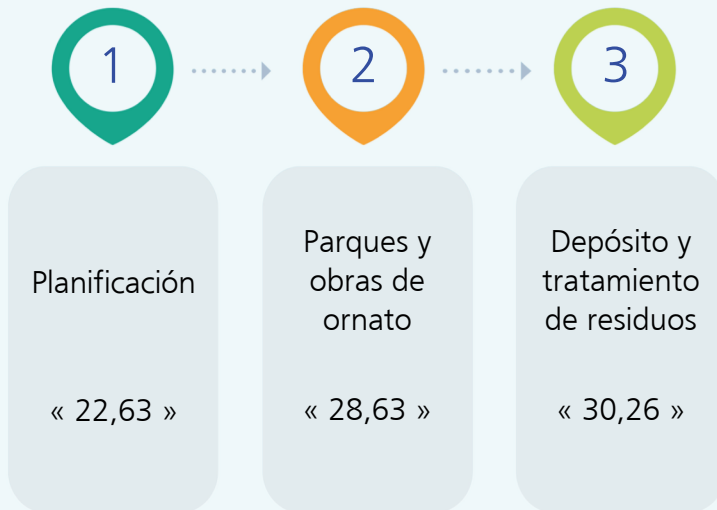 1
2
3
Planificación
« 22,63 »
Parques y
obras de
ornato
« 28,63 »
Depósito y
tratamiento
de residuos
« 30,26 »